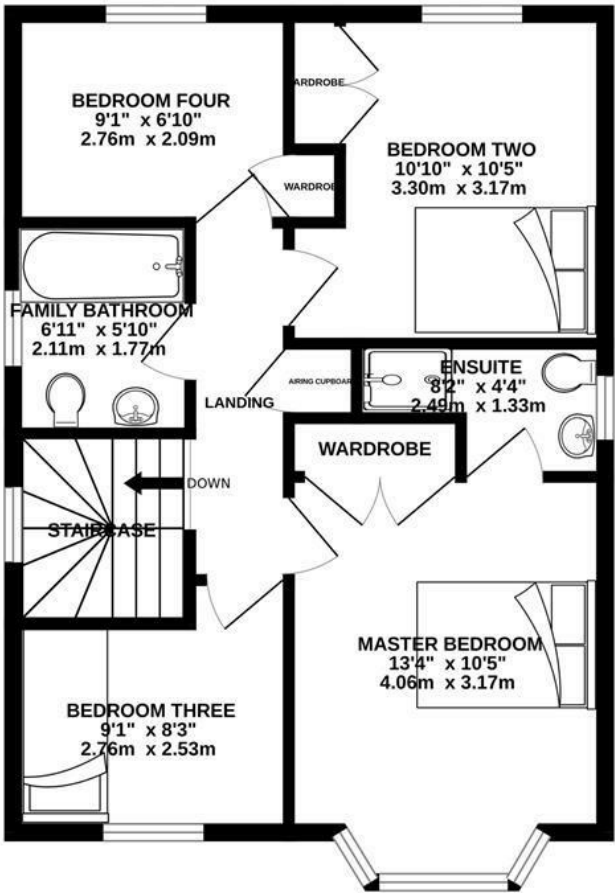 BEDROOM FOUR
9'1" x 6'10"
2.76m x 2.09m
ARDROBE
WARDROBE
BEDROOM TWO
10'10" x 10'5"
3.30m x 3.17m
FAMILY BATHROOM
6'11" x 5'10"
2.11m x 1.77m
ENSUITE
8'2" x 4'4"
2.49m x 1.33m
AIRING CUPBOARD
LANDING
WARDROBE
DOWN
STAIRCASE
MASTER BEDROOM
13'4" x 10'5"
4.06m x 3.17m
BEDROOM THREE
9'1" x 8'3"
2.76m x 2.53m